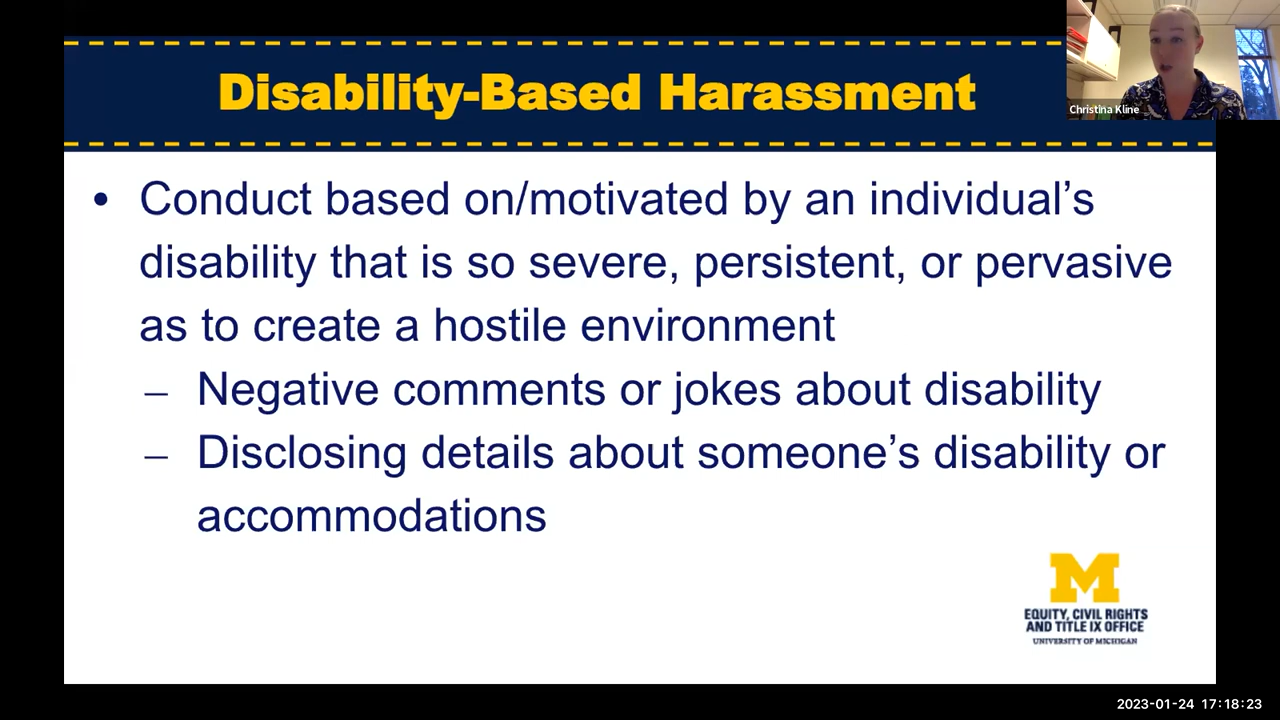 Disability-Based Harassment
Christina Kline
• Conduct based on/motivated by an individual’s
disability that is so severe, persistent, or pervasive
as to create a hostile environment
– Negative comments or jokes about disability
– Disclosing details about someone’s disability or
accommodations
M
EQUITY, CIVIL RIGHTS
AND TITLE IX OFFICE
UNIVERSITY OF MICHIGAN
2023-01-24 17:18:23